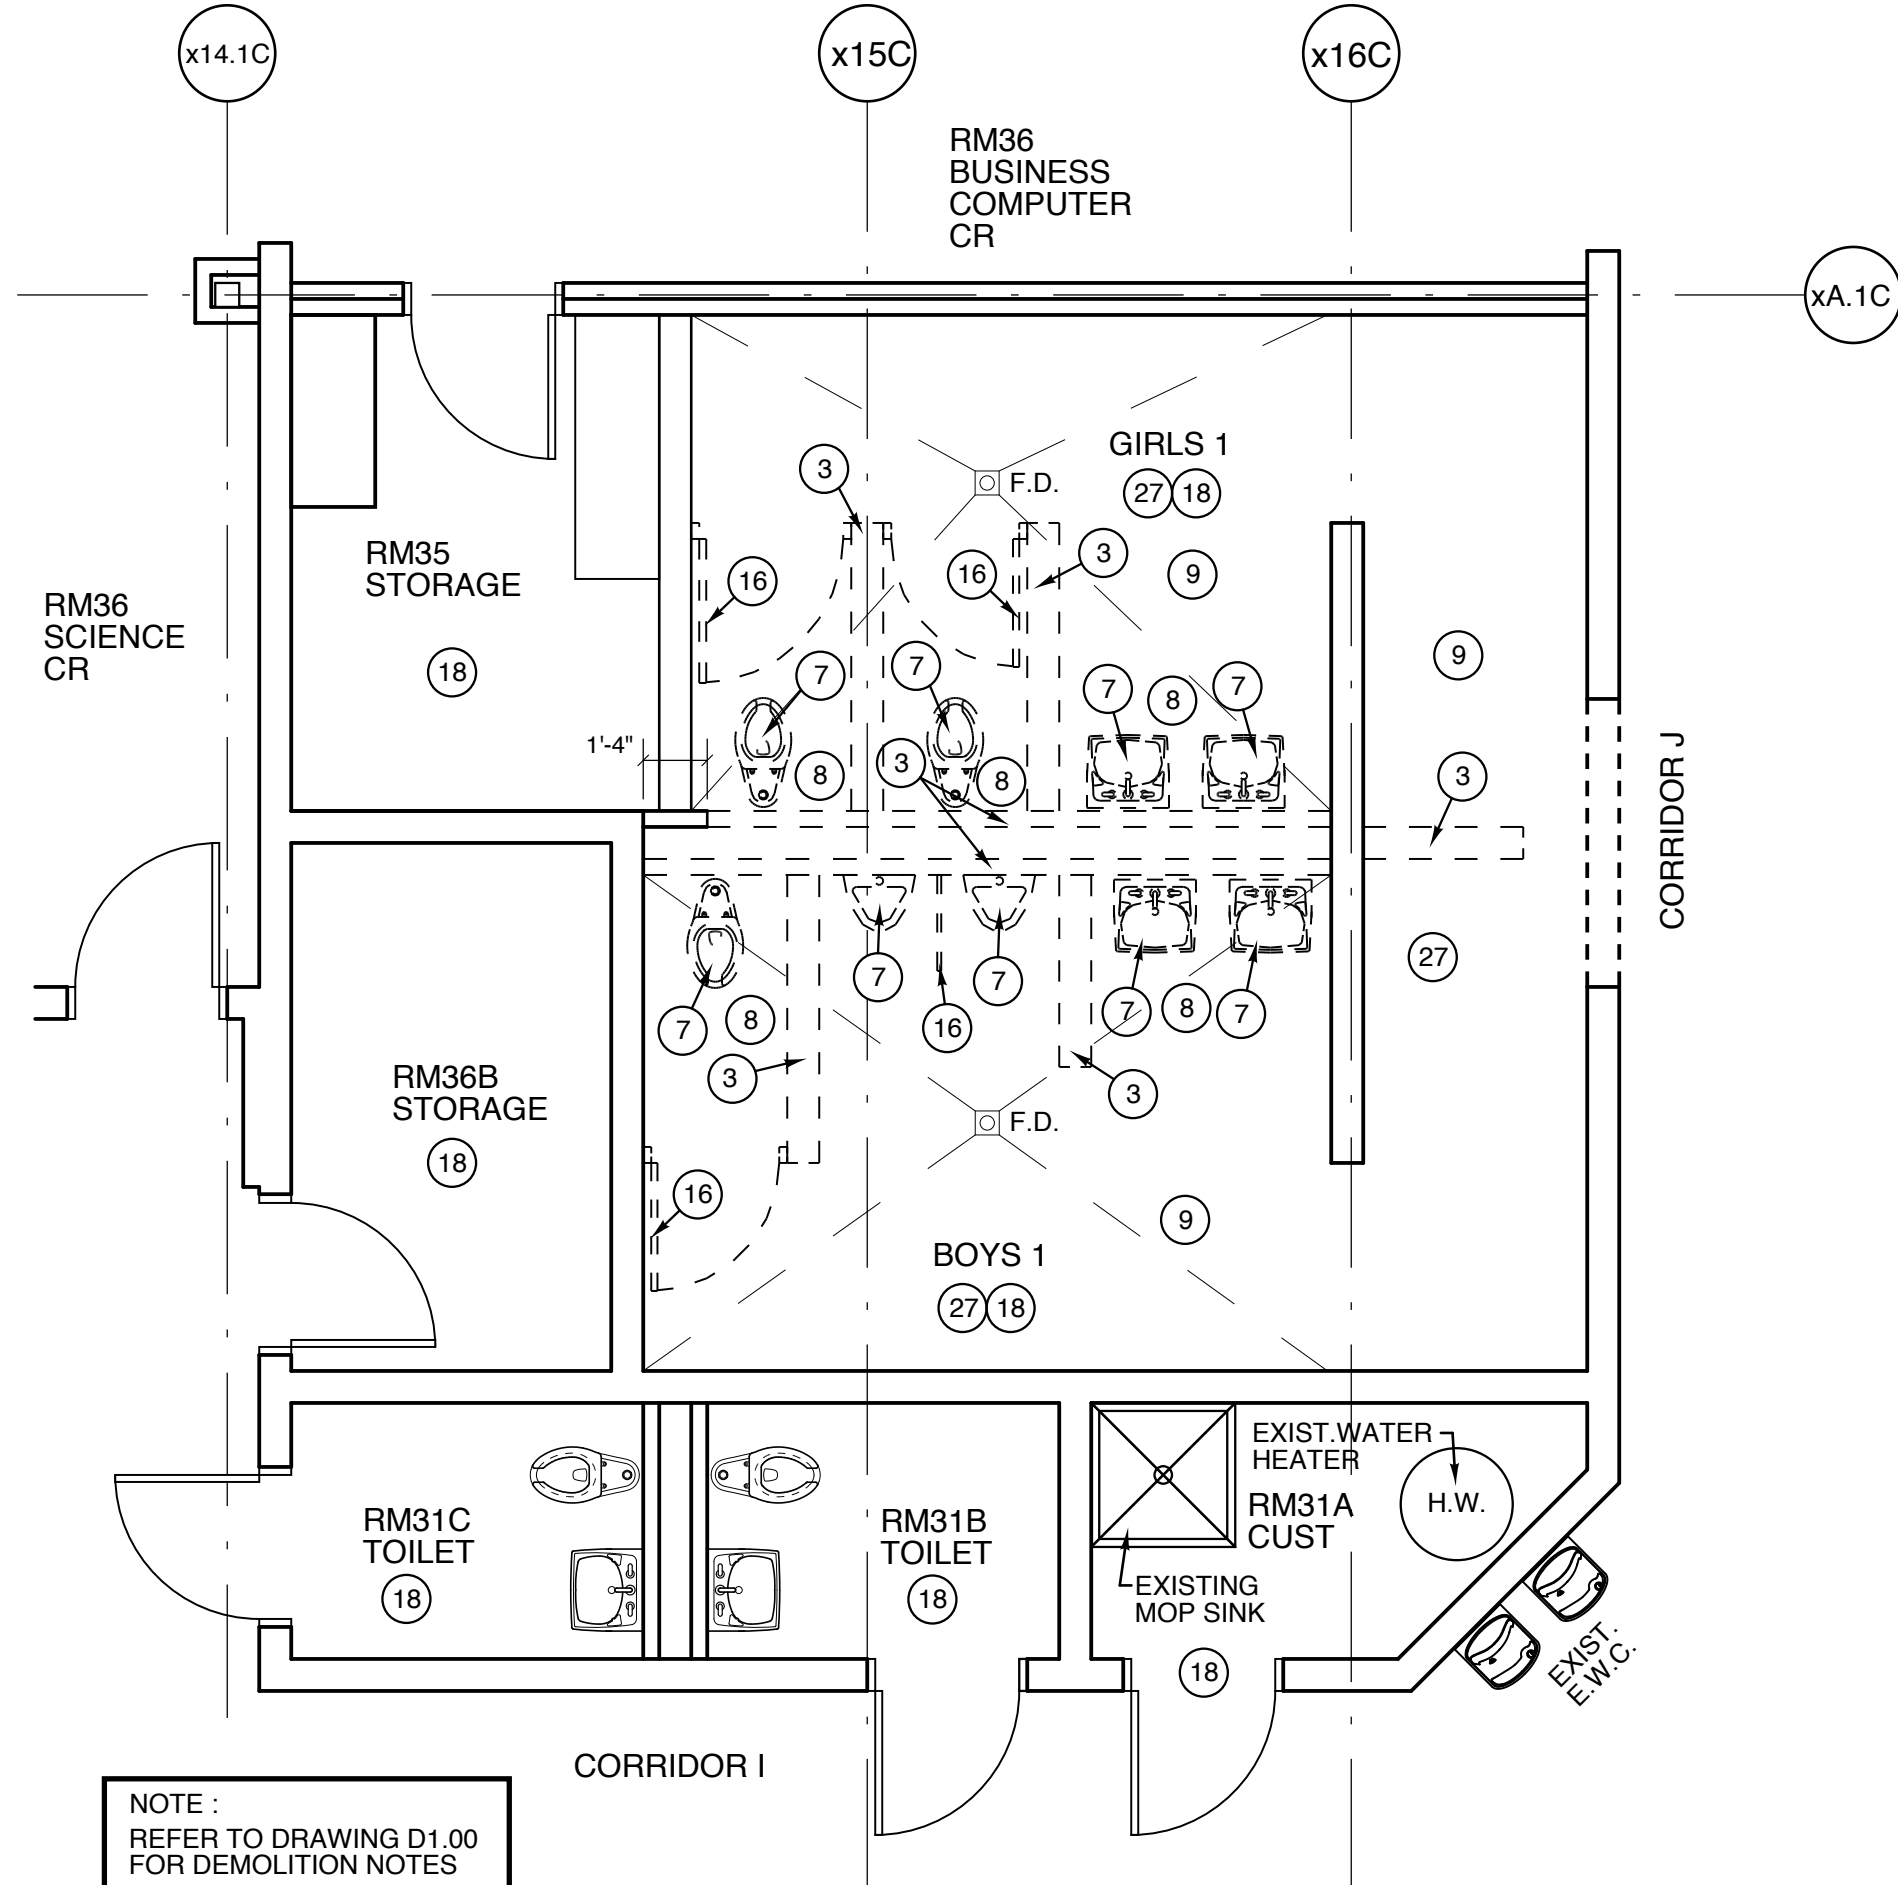 x14.1C
x15C
x16C
RM36
BUSINESS
COMPUTER
CR
xA.1C
GIRLS 1
27 18
3
F.D.
RM35
STORAGE
16
16
3
9
RM36
SCIENCE
CR
18
7
7
7
8
7
9
1'-4"
8
3
8
3
CORRIDOR J
7
7
7
8
7
27
7
8
16
3
3
RM36B
STORAGE
18
F.D.
16
9
BOYS 1
27 18
EXIST.WATER
HEATER
H.W.
RM31C
TOILET
18
RM31B
TOILET
18
RM31A
CUST
EXISTING
MOP SINK
18
EXIST.
E.W.C.
CORRIDOR I
NOTE :
REFER TO DRAWING D1.00
FOR DEMOLITION NOTES